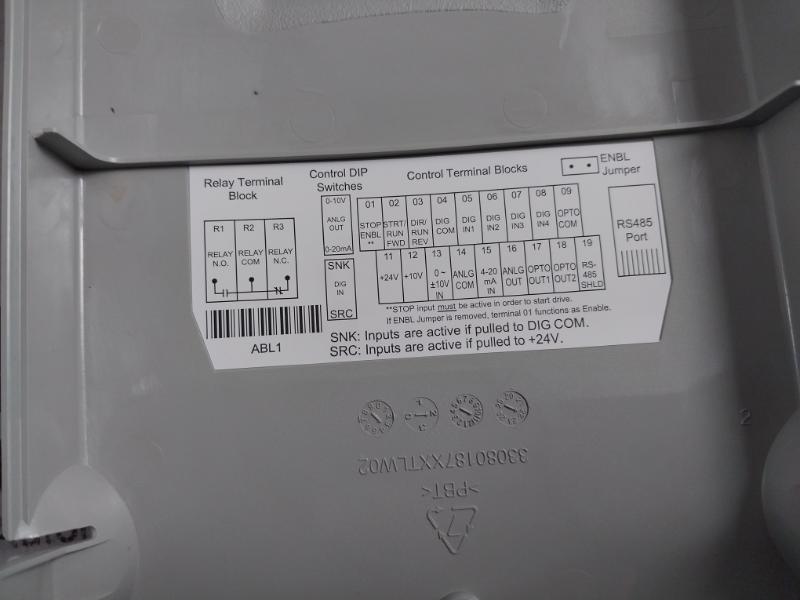 Relay Terminal
Block
Control DIP
Switches
Control Terminal Blocks
ENBL
Jumper
R1 R2 R3
RELAY N.O. RELAY COM RELAY N.C.
0-10V
ANLG
OUT
0-20mA
SNK
DIG
IN
SRC
01 02 03 04 05 06 07 08 09
STOP ENBL ** STRT/ RUN FWD DIR/ RUN REV DIG COM DIG IN1 DIG IN2 DIG IN3 DIG IN4 OPTO COM
11 12 13 14 15 16 17 18 19
+24V +10V 0~ ±10V IN ANLG COM 4-20 mA IN ANLG OUT OPTO OUT1 OPTO OUT2 RS- 485 SHLD
RS485
Port
**STOP input must be active in order to start drive.
If ENBL Jumper is removed, terminal 01 functions as Enable.
SNK: Inputs are active if pulled to DIG COM.
SRC: Inputs are active if pulled to +24V.
ABL1
33080187XXTLW02
>PBT<
2